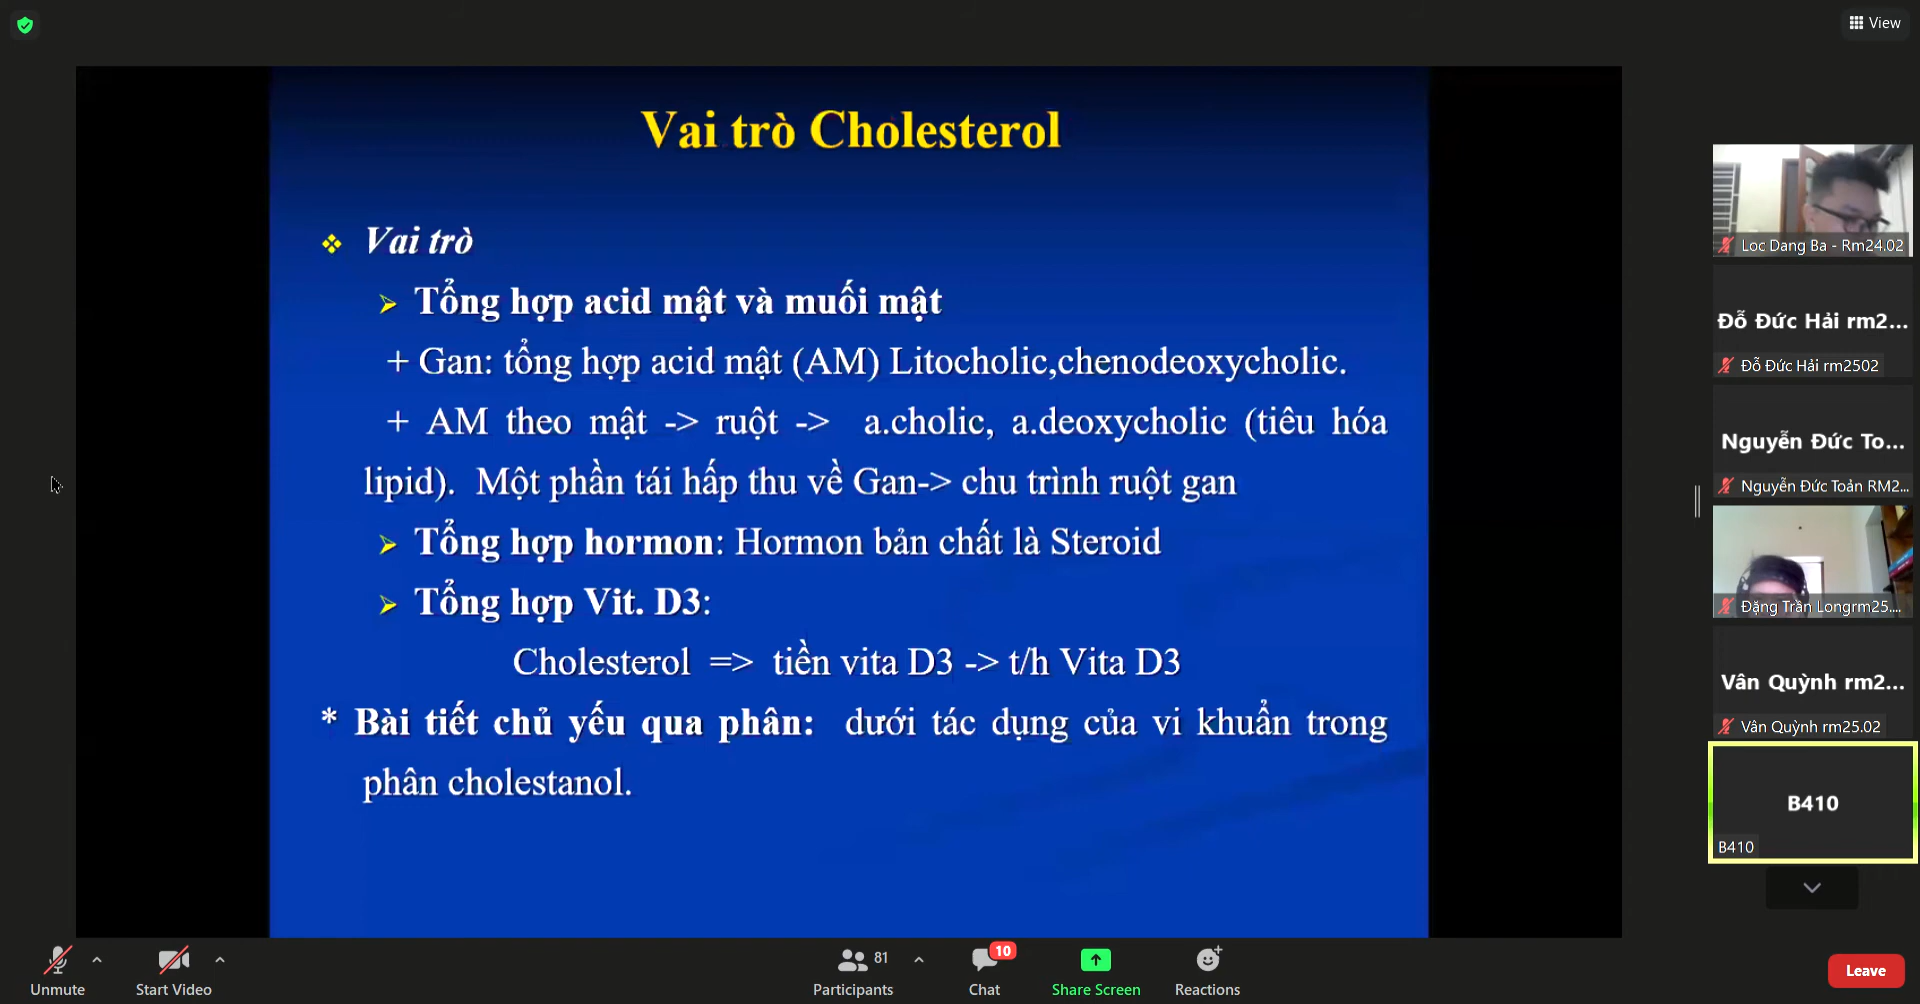 View
Vai trò Cholesterol
Vai trò
Tổng hợp acid mật và muối mật
+ Gan: tổng hợp acid mật (AM) Litocholic,chenodeoxycholic.
+ AM theo mật -> ruột -> a.cholic, a.deoxycholic (tiêu hóa
lipid). Một phần tái hấp thu về Gan-> chu trình ruột gan
Tổng hợp hormon: Hormon bản chất là Steroid
Tổng hợp Vit. D3:
Cholesterol => tiền vita D3 -> t/h Vita D3
* Bài tiết chủ yếu qua phân: dưới tác dụng của vi khuẩn trong
phân cholestanol.
Loc Dang Ba - Rm24.02
Đỗ Đức Hải rm2...
Đỗ Đức Hải rm2502
Nguyễn Đức To...
Nguyễn Đức Toản RM2...
Đặng Trần Longrm25....
Vân Quỳnh rm2...
Vân Quỳnh rm25.02
B410
B410
Unmute
Start Video
81
Participants
10
Chat
Share Screen
Reactions
Leave